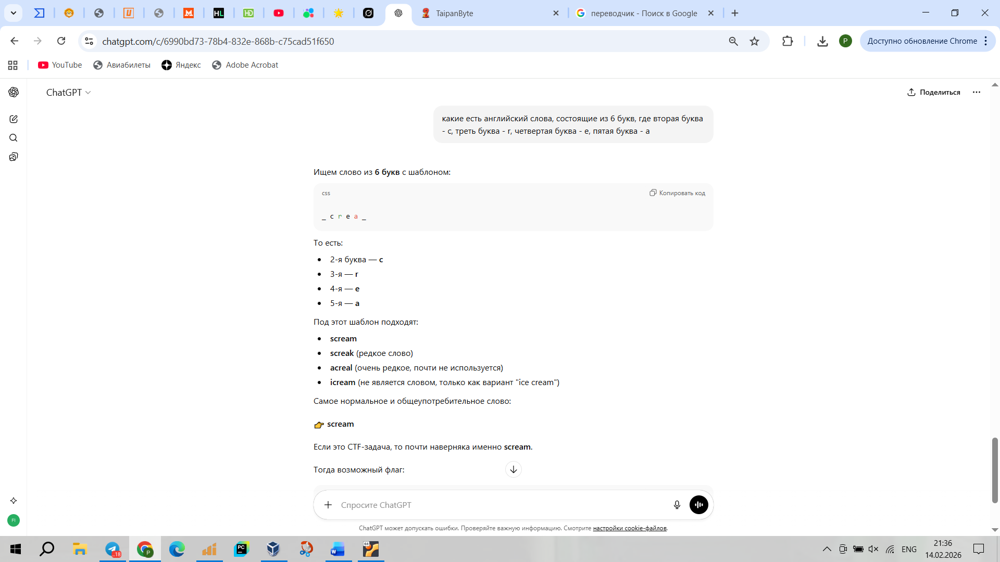 TaipanByte
переводчик - Поиск в Google
chatgpt.com/c/6990bd73-78b4-832e-868b-c75cad51f650
P
Доступно обновление Chrome
YouTube
Авиабилеты
Яндекс
Adobe Acrobat
ChatGPT
Поделиться
какие есть английский слова, состоящие из 6 букв, где вторая буква
- с, треть буква - r, четвертая буква - е, пятая буква - а
Ищем слово из 6 букв с шаблоном:
css
Копировать код
_ c r e a _
То есть:
2-я буква — c
3-я — r
4-я — e
5-я — a
Под этот шаблон подходят:
scream
screak (редкое слово)
acreal (очень редкое, почти не используется)
icream (не является словом, только как вариант "ice cream")
Самое нормальное и общеупотребительное слово:
👉 scream
Если это CTF-задача, то почти наверняка именно scream.
Тогда возможный флаг:
Спросите ChatGPT
FI
ChatGPT может допускать ошибки. Проверяйте важную информацию. Смотрите настройки cookie-файлов.
..18
P
PC
W
64
ENG
21:36
14.02.2026